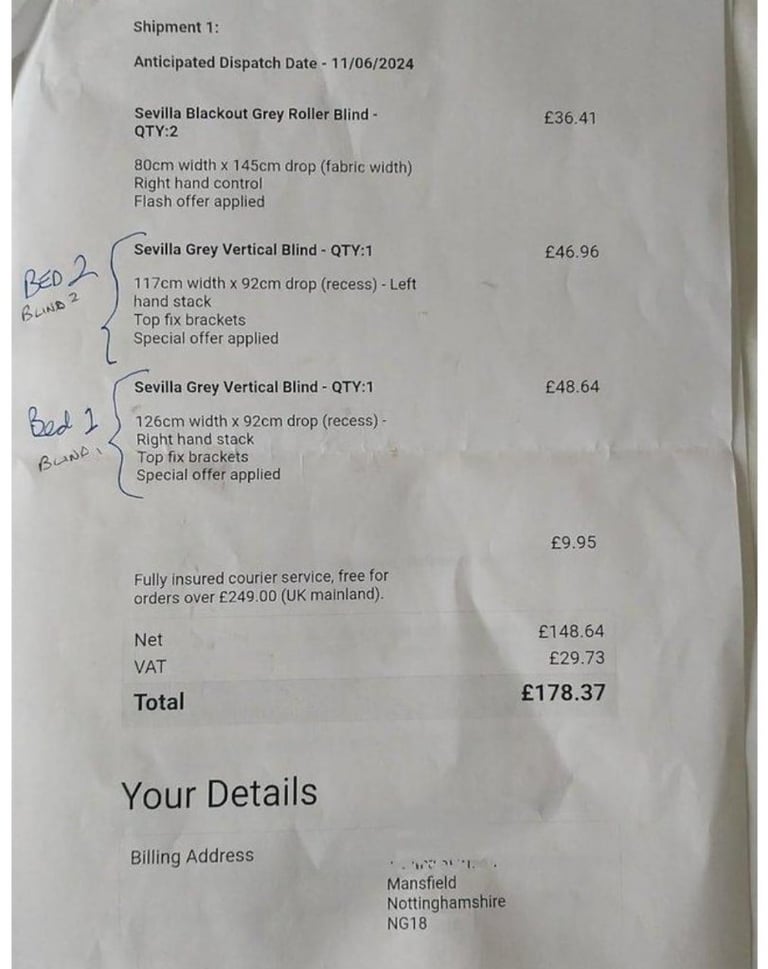 Shipment 1:
Anticipated Dispatch Date - 11/06/2024
Sevilla Blackout Grey Roller Blind - £36.41
QTY:2
80cm width x 145cm drop (fabric width)
Right hand control
Flash offer applied
BED 2
BLIND 2
Sevilla Grey Vertical Blind - QTY:1 £46.96
117cm width x 92cm drop (recess) - Left
hand stack
Top fix brackets
Special offer applied
Bed 1
BLIND 1
Sevilla Grey Vertical Blind - QTY:1 £48.64
126cm width x 92cm drop (recess) -
Right hand stack
Top fix brackets
Special offer applied
£9.95
Fully insured courier service, free for
orders over £249.00 (UK mainland).
Net £148.64
VAT £29.73
Total £178.37
Your Details
Billing Address
Mansfield
Nottinghamshire
NG18